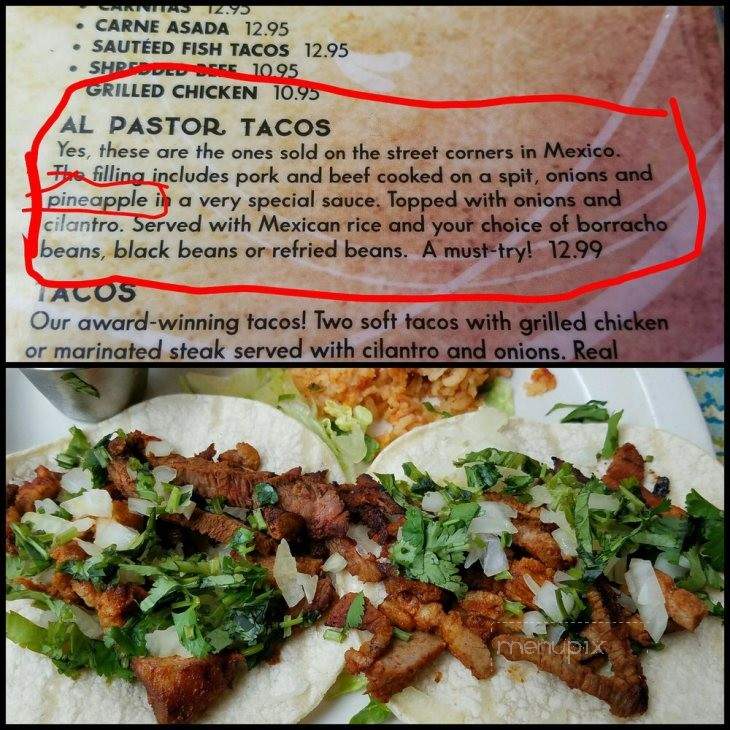 • CARNITAS 12.95
• CARNE ASADA 12.95
• SAUTÉED FISH TACOS 12.95
• SHREDDED BEEF 10.95
GRILLED CHICKEN 10.95
AL PASTOR TACOS
Yes, these are the ones sold on the street corners in Mexico.
The filling includes pork and beef cooked on a spit, onions and
pineapple in a very special sauce. Topped with onions and
cilantro. Served with Mexican rice and your choice of borracho
beans, black beans or refried beans. A must-try! 12.99
TACOS
Our award-winning tacos! Two soft tacos with grilled chicken
or marinated steak served with cilantro and onions. Real
menupix